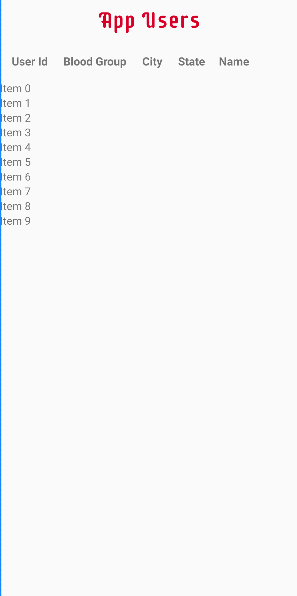 App Users
User Id Blood Group City State Name
Item 0
Item 1
Item 2
Item 3
Item 4
Item 5
Item 6
Item 7
Item 8
Item 9